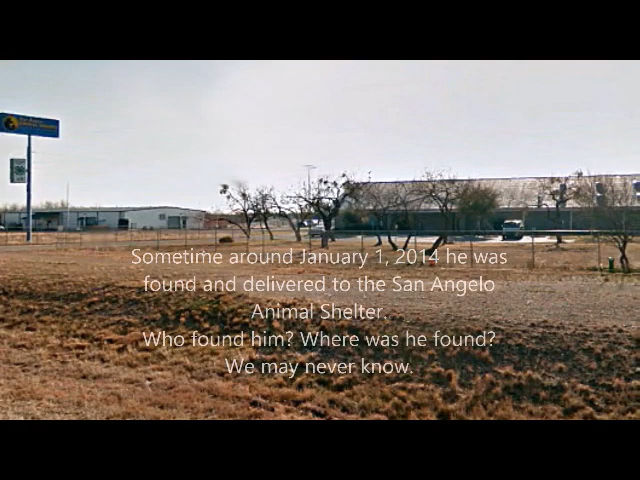 Sometime around January 1, 2014 he was
found and delivered to the San Angelo
Animal Shelter.
Who found him? Where was he found?
We may never know.